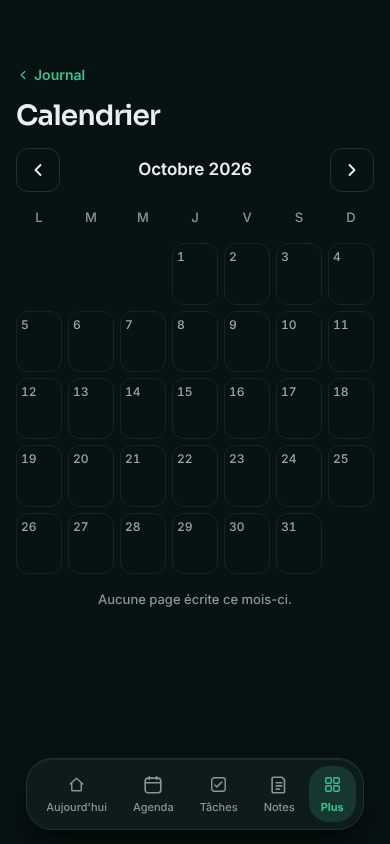 Journal
Calendrier
Octobre 2026
L M M J V S D
1 2 3 4
5 6 7 8 9 10 11
12 13 14 15 16 17 18
19 20 21 22 23 24 25
26 27 28 29 30 31
Aucune page écrite ce mois-ci.
Aujourd'hui Agenda Tâches Notes Plus